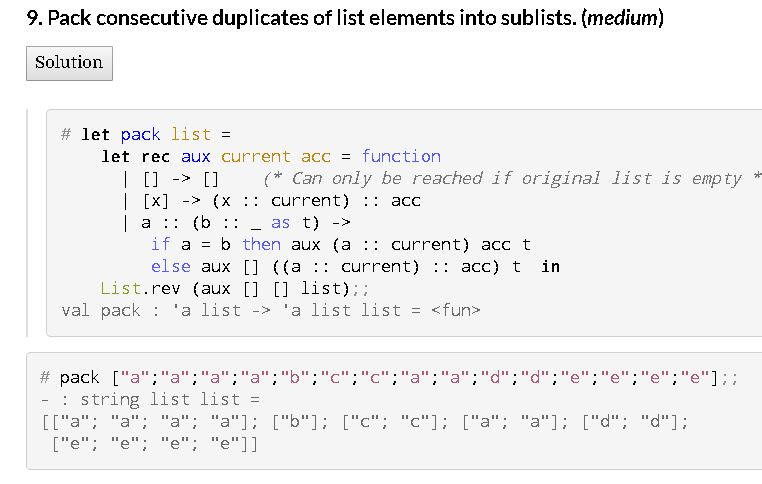 9. Pack consecutive duplicates of list elements into sublists. (medium)
Solution
# let pack list =
let rec aux current acc = function
| [] -> [] (* Can only be reached if original list is empty *
| [x] -> (x :: current) :: acc
| a :: (b :: _ as t) ->
if a = b then aux (a :: current) acc t
else aux [] ((a :: current) :: acc) t in
List.rev (aux [] [] list);;
val pack : 'a list -> 'a list list = <fun>
# pack ["a";"a";"a";"a";"b";"c";"c";"a";"a";"d";"d";"e";"e";"e";"e"];;
- : string list list =
[["a"; "a"; "a"; "a"]; ["b"]; ["c"; "c"]; ["a"; "a"]; ["d"; "d"];
["e"; "e"; "e"; "e"]]